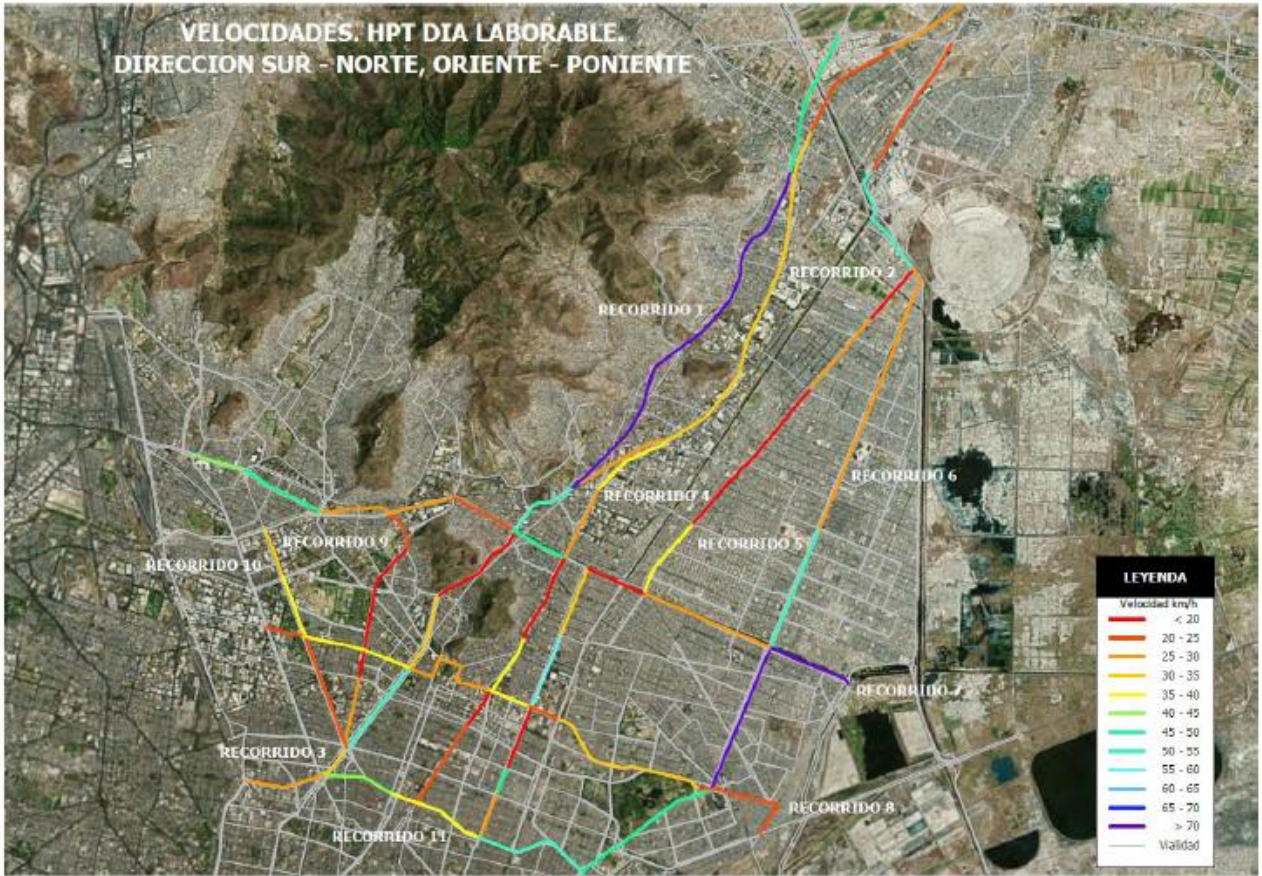 VELOCIDADES. HPT DIA LABORABLE.
DIRECCION SUR - NORTE, ORIENTE - PONIENTE
RECORRIDO 2
RECORRIDO 1
RECORRIDO 6
RECORRIDO 4
RECORRIDO 9
RECORRIDO 5
RECORRIDO 10
RECORRIDO 7
RECORRIDO 3
RECORRIDO 8
RECORRIDO 11
LEYENDA
Velocidad km/h
< 20
20 - 25
25 - 30
30 - 35
35 - 40
40 - 45
45 - 50
50 - 55
55 - 60
60 - 65
65 - 70
> 70
Vialidad